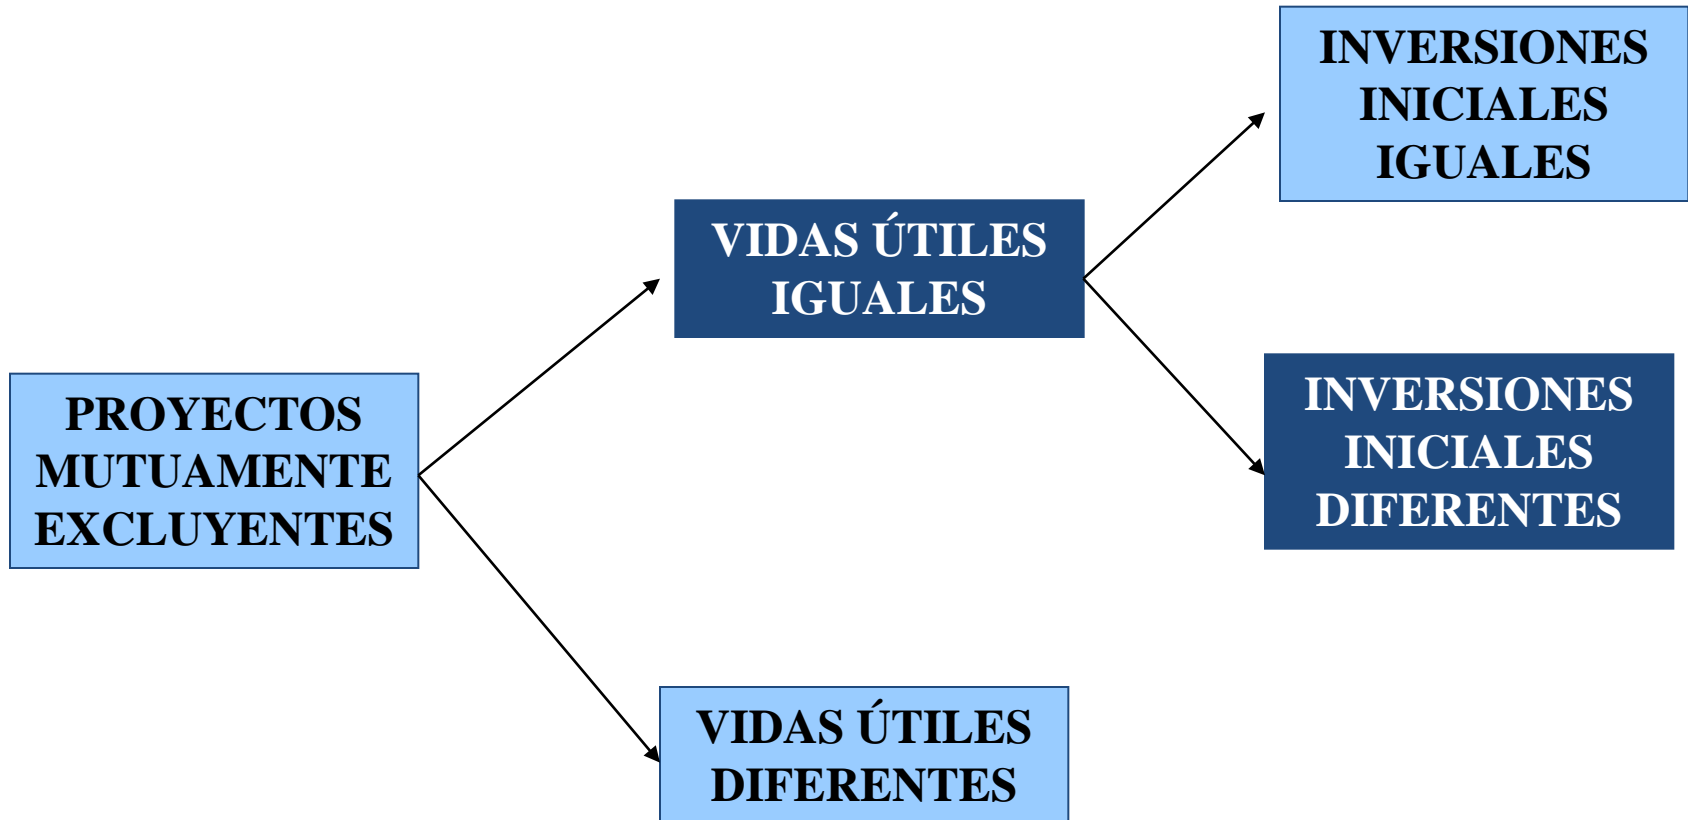 PROYECTOS
MUTUAMENTE
EXCLUYENTES
VIDAS ÚTILES
IGUALES
INVERSIONES
INICIALES
IGUALES
INVERSIONES
INICIALES
DIFERENTES
VIDAS ÚTILES
DIFERENTES